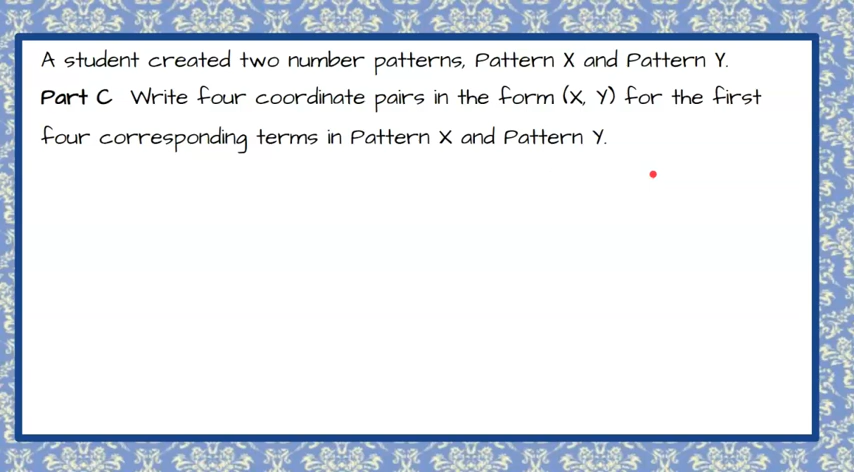 A student created two number patterns, Pattern X and Pattern Y.
Part C Write four coordinate pairs in the form (X, Y) for the first
four corresponding terms in Pattern X and Pattern Y.